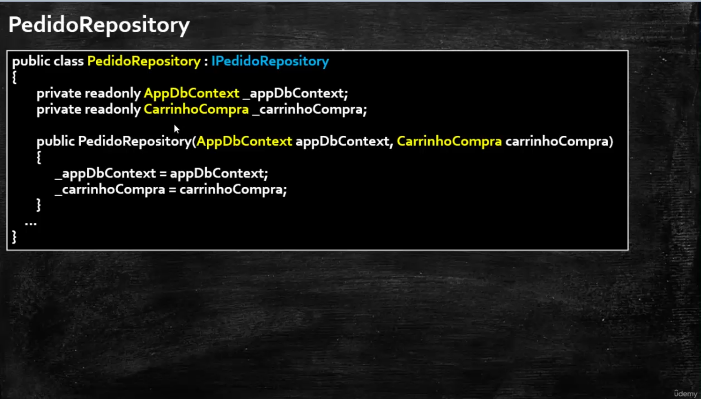 PedidoRepository
public class PedidoRepository : IPedidoRepository
{
private readonly AppDbContext _appDbContext;
private readonly CarrinhoCompra _carrinhoCompra;
public PedidoRepository(AppDbContext appDbContext, CarrinhoCompra carrinhoCompra)
{
_appDbContext = appDbContext;
_carrinhoCompra = carrinhoCompra;
}
...
}
ûdemy